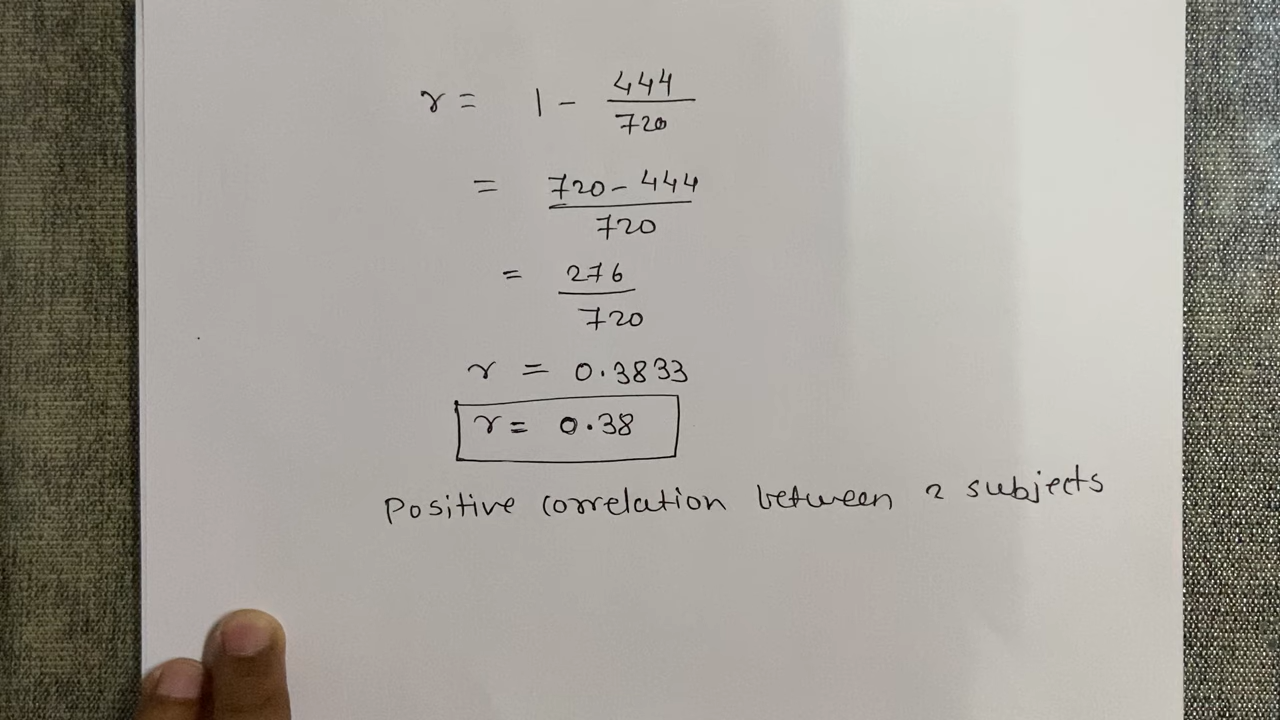 r = 1 - 444/720
= 720 - 444/720
= 276/720
r = 0.3833
r = 0.38
Positive correlation between 2 subjects